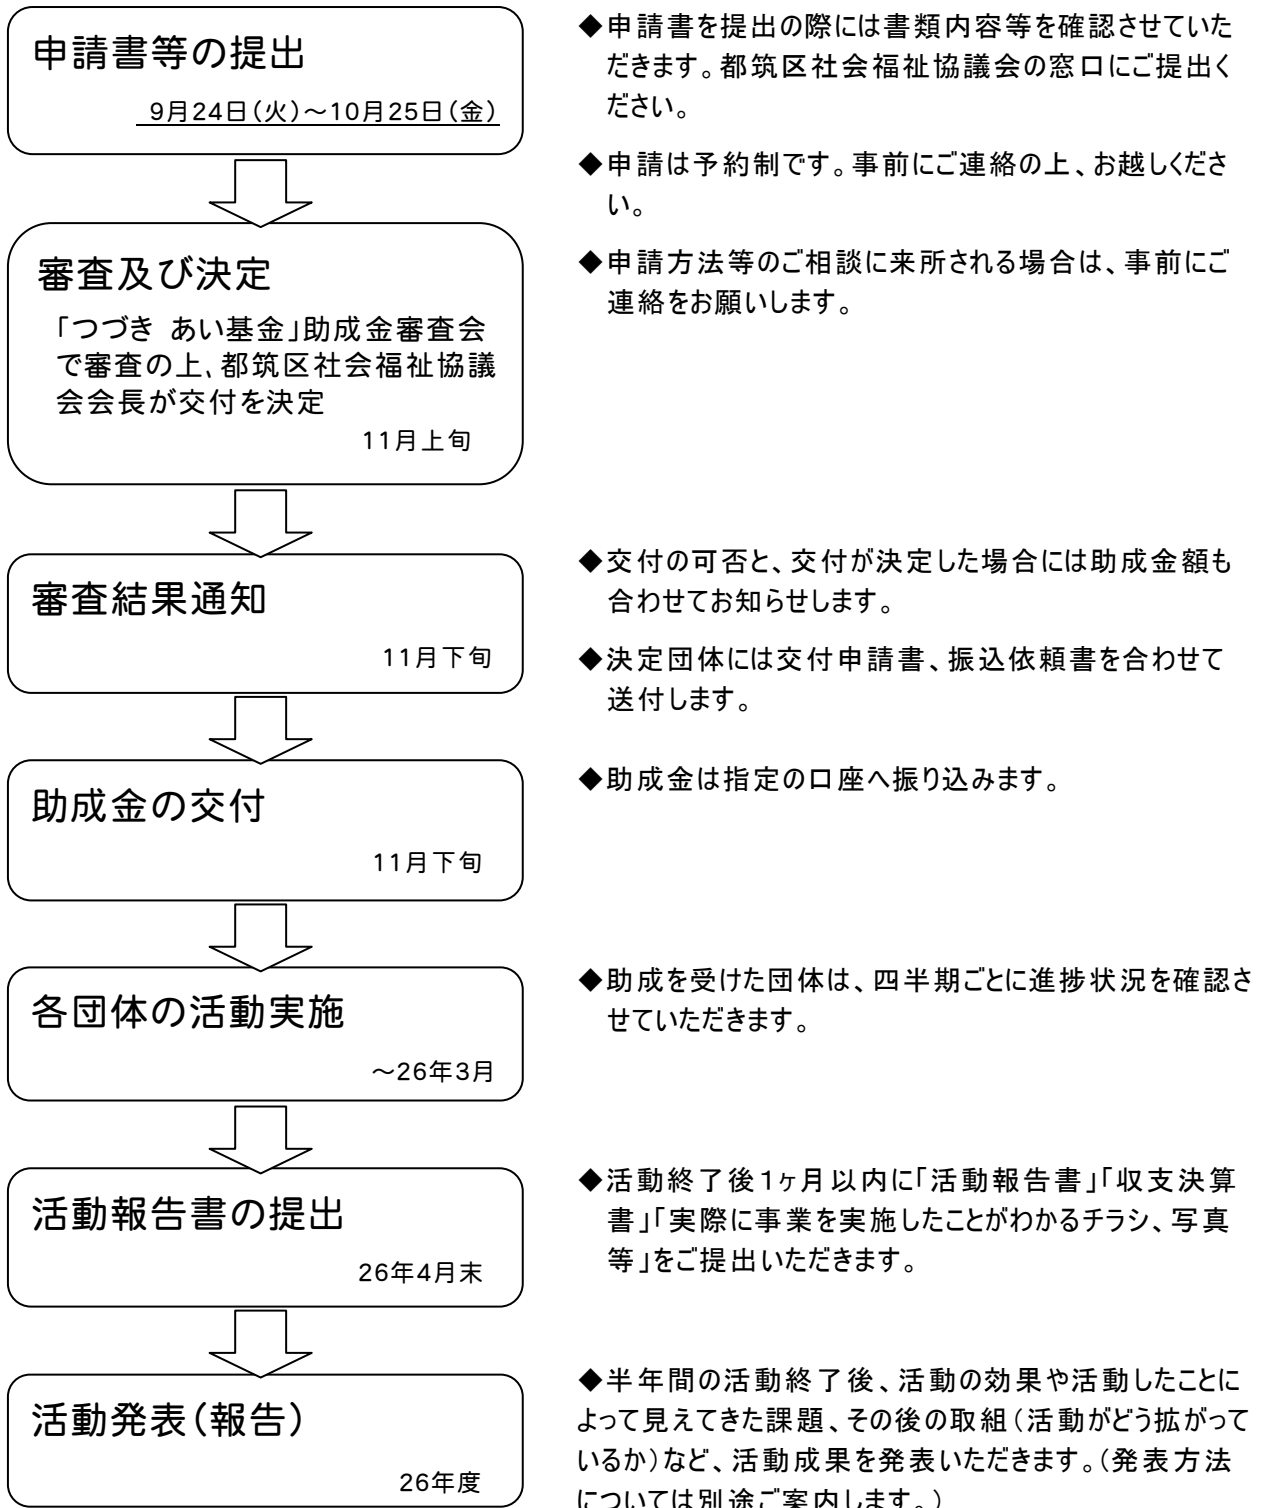 申請書等の提出
9月24日(火)～10月25日(金)
◆申請書を提出の際には書類内容等を確認させていた
だきます。都筑区社会福祉協議会の窓口にご提出く
ださい。
◆申請は予約制です。事前にご連絡の上、お越しくださ
い。
◆申請方法等のご相談に来所される場合は、事前にご
連絡をお願いします。
審査及び決定
「つづき あい基金」助成金審査会
で審査の上、都筑区社会福祉協議
会会長が交付を決定
11月上旬
審査結果通知
11月下旬
◆交付の可否と、交付が決定した場合には助成金額も
合わせてお知らせします。
◆決定団体には交付申請書、振込依頼書を合わせて
送付します。
助成金の交付
11月下旬
◆助成金は指定の口座へ振り込みます。
各団体の活動実施
～26年3月
◆助成を受けた団体は、四半期ごとに進捗状況を確認さ
せていただきます。
活動報告書の提出
26年4月末
◆活動終了後1ヶ月以内に「活動報告書」「収支決算
書」「実際に事業を実施したことがわかるチラシ、写真
等」をご提出いただきます。
活動発表(報告)
26年度
◆半年間の活動終了後、活動の効果や活動したことに
よって見えてきた課題、その後の取組(活動がどう拡がって
いるか)など、活動成果を発表いただきます。(発表方法
については別途ご案内します。)